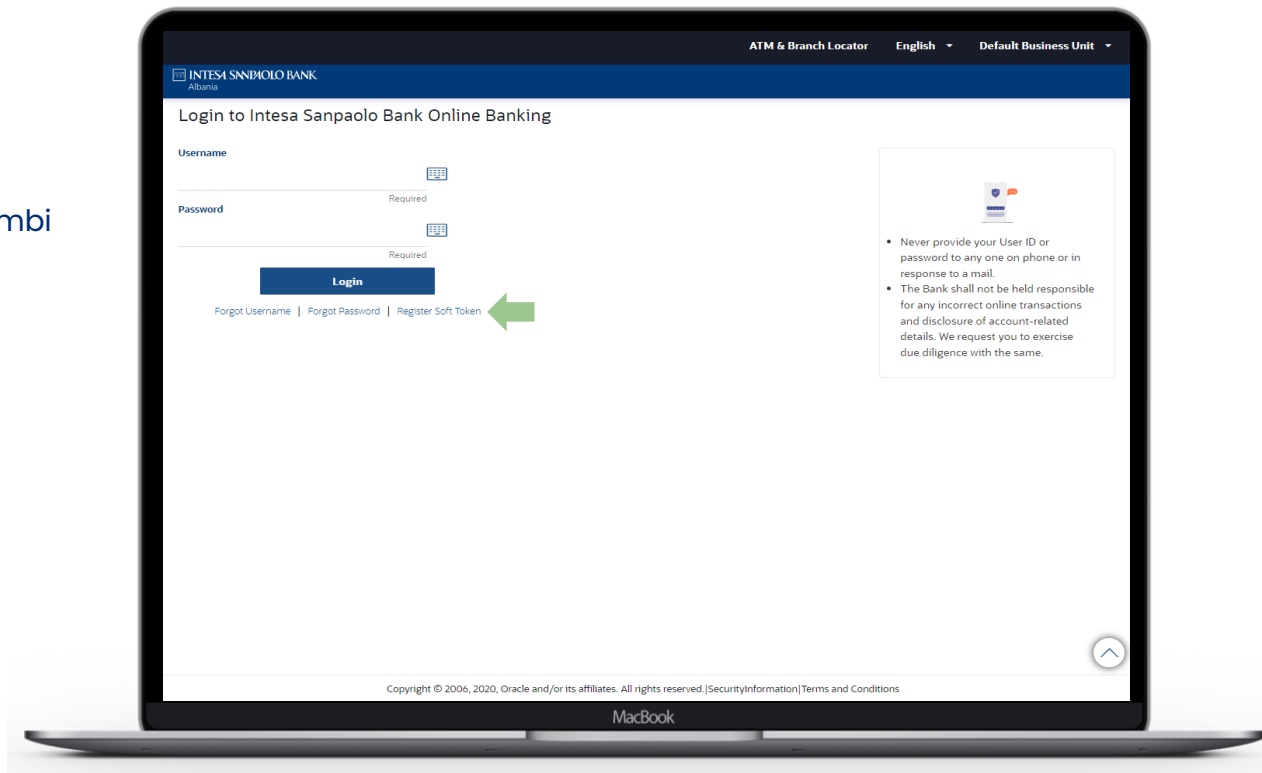 ATM & Branch Locator English Default Business Unit
INTESA SANPAOLO BANK
Albania
Login to Intesa Sanpaolo Bank Online Banking
Username
Required
Password
Required
Login
Forgot Username | Forgot Password | Register Soft Token
mbi
• Never provide your User ID or
password to any one on phone or in
response to a mail.
• The Bank shall not be held responsible
for any incorrect online transactions
and disclosure of account-related
details. We request you to exercise
due diligence with the same.
Copyright © 2006, 2020, Oracle and/or its affiliates. All rights reserved.|SecurityInformation|Terms and Conditions
MacBook